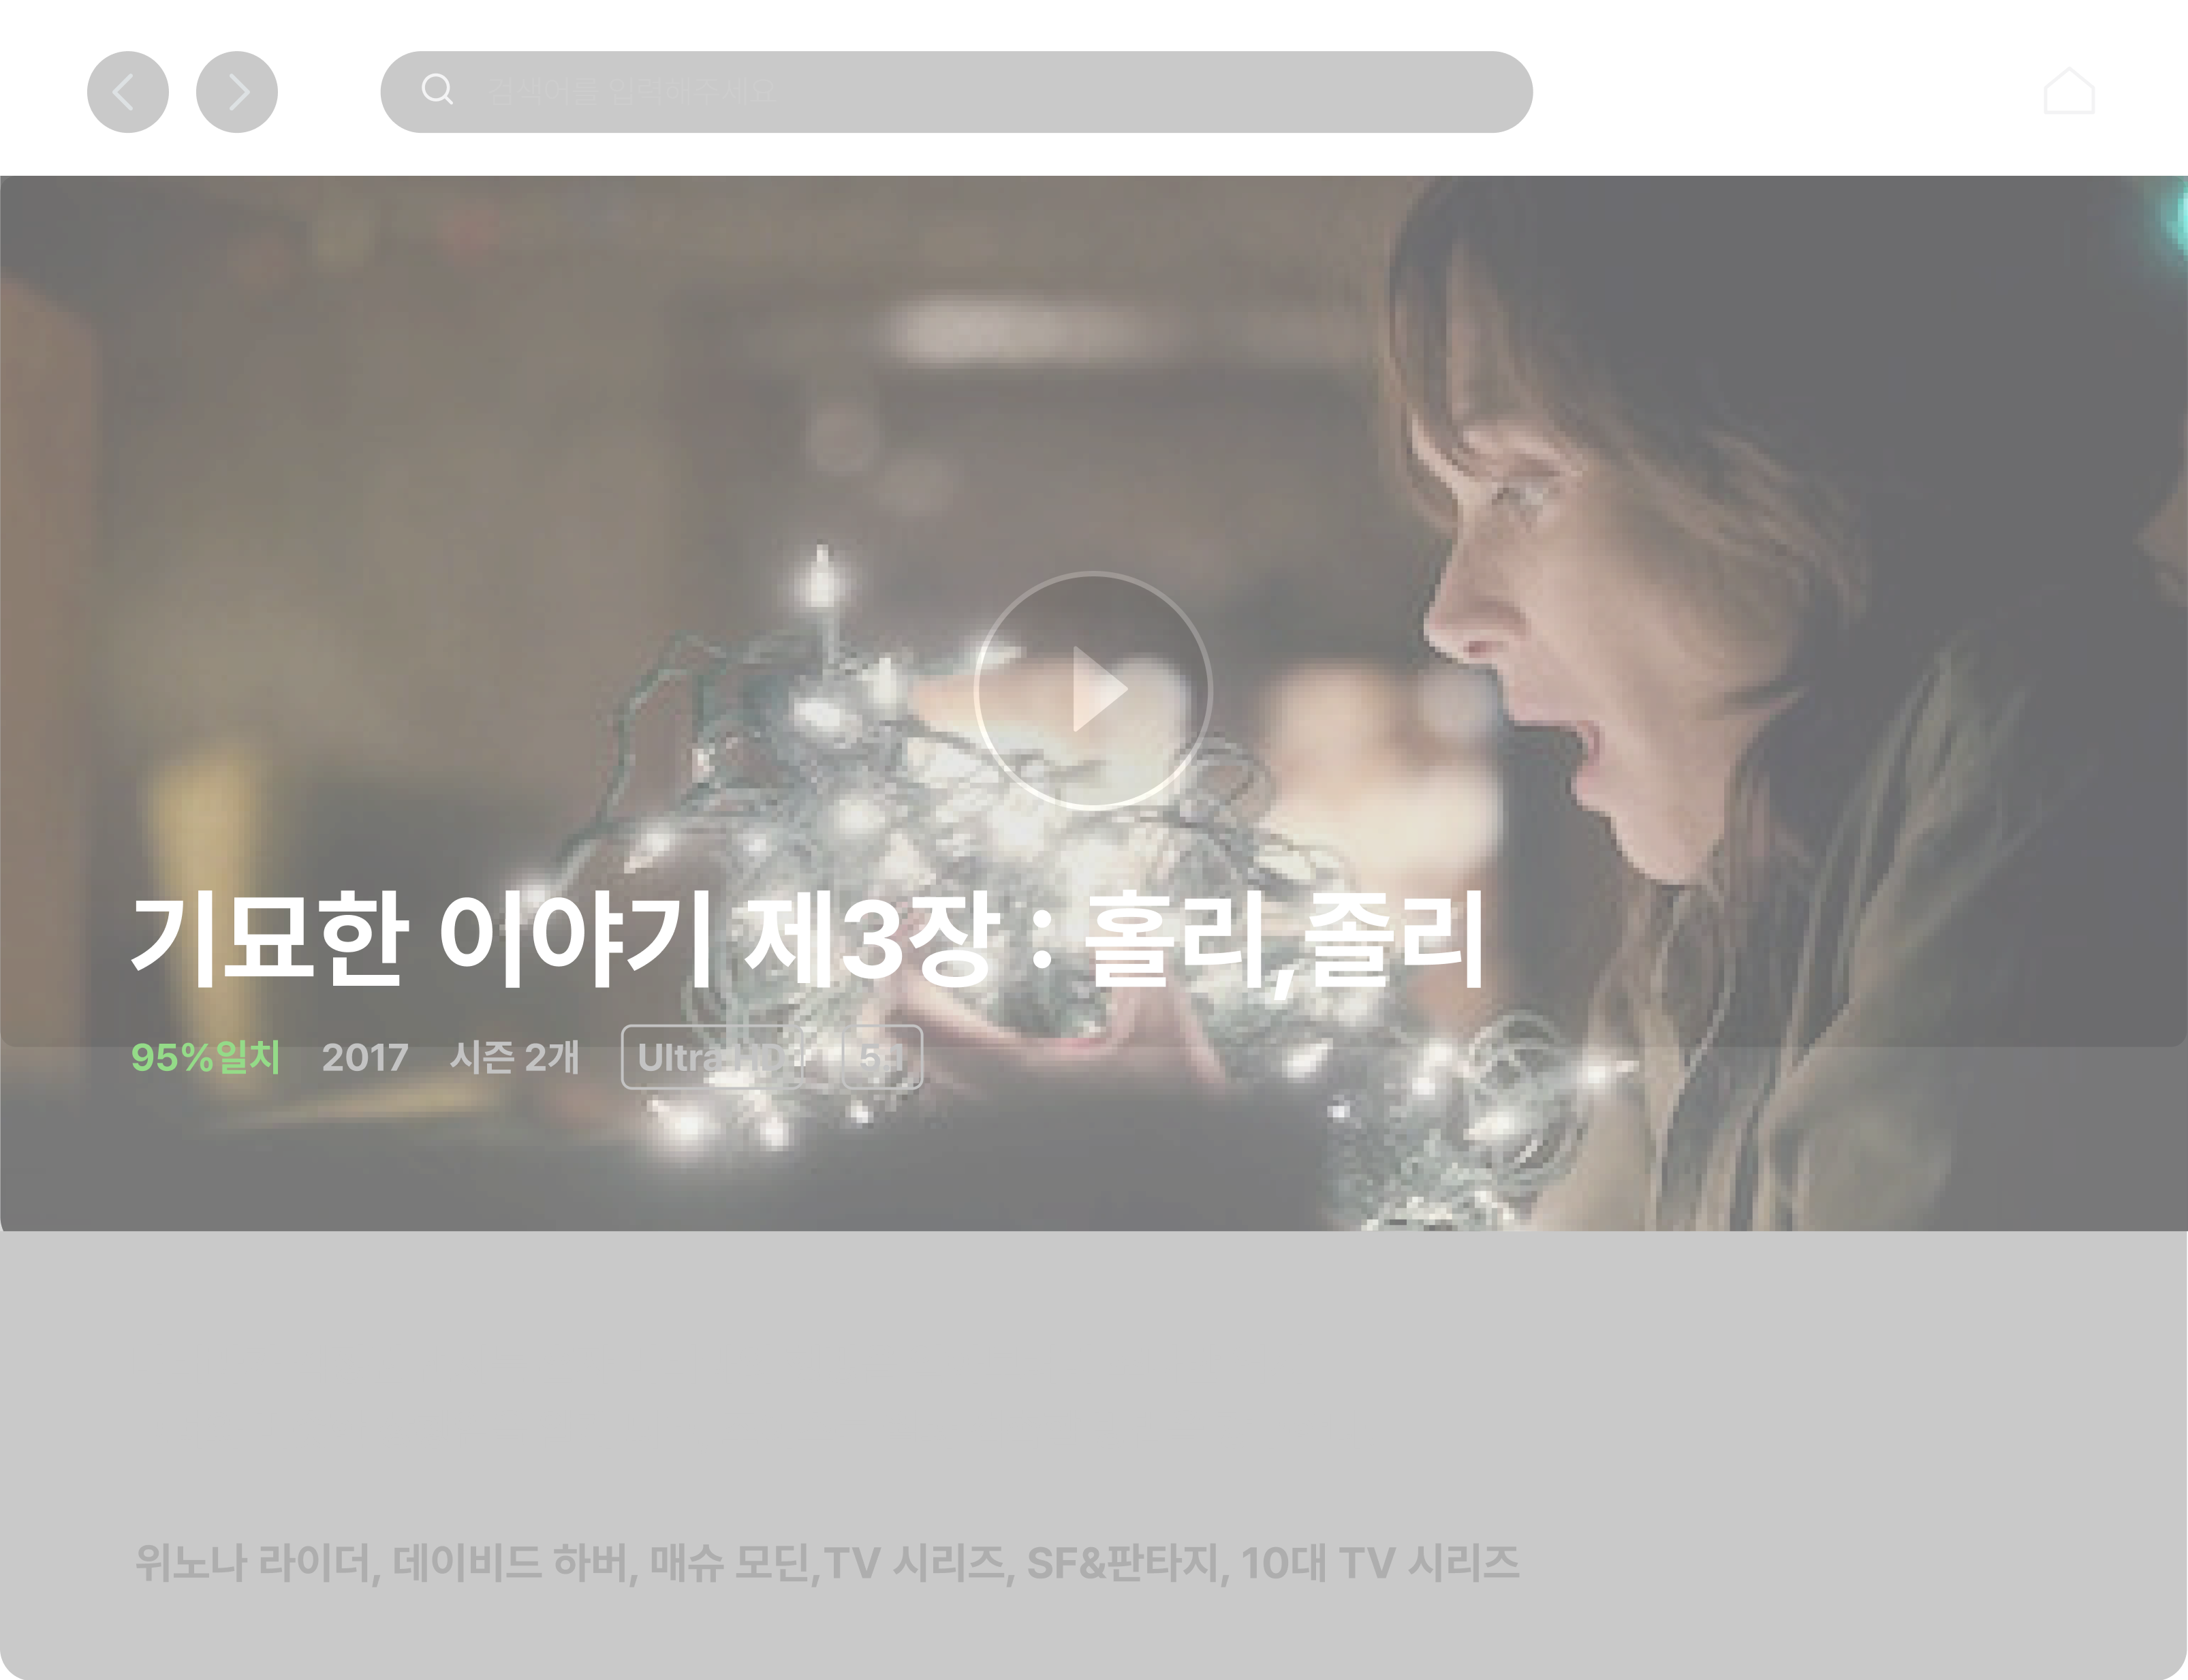 검색어를 입력해주세요
기묘한 이야기 제3장 : 홀리,졸리
95%일치 2017 시즌 2개 Ultra HD 5.1
위노나 라이더, 데이비드 하버, 매슈 모딘,TV 시리즈, SF&판타지, 10대 TV 시리즈